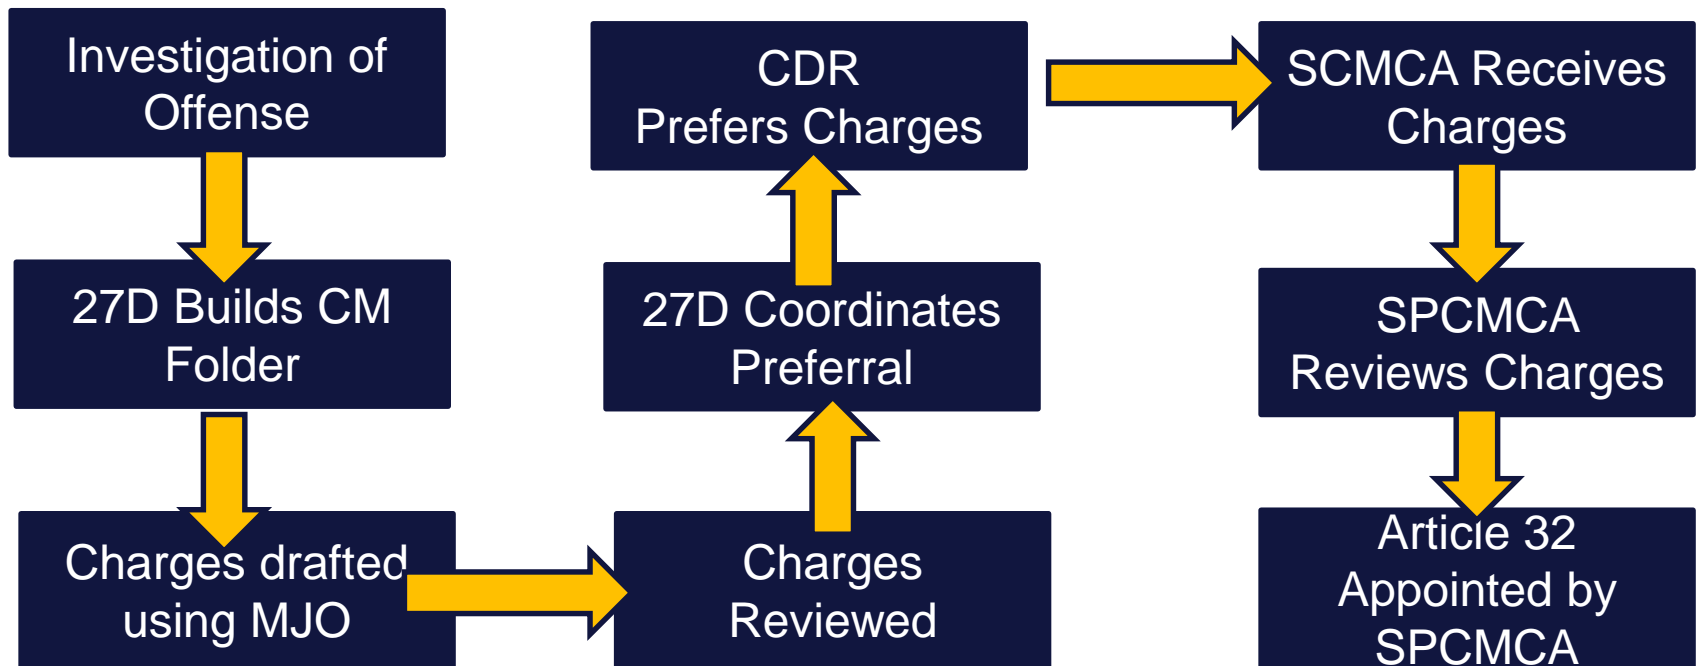 Investigation of
Offense
27D Builds CM
Folder
Charges drafted
using MJO
Charges
Reviewed
27D Coordinates
Preferral
CDR
Prefers Charges
SCMCA Receives
Charges
SPCMCA
Reviews Charges
Article 32
Appointed by
SPCMCA